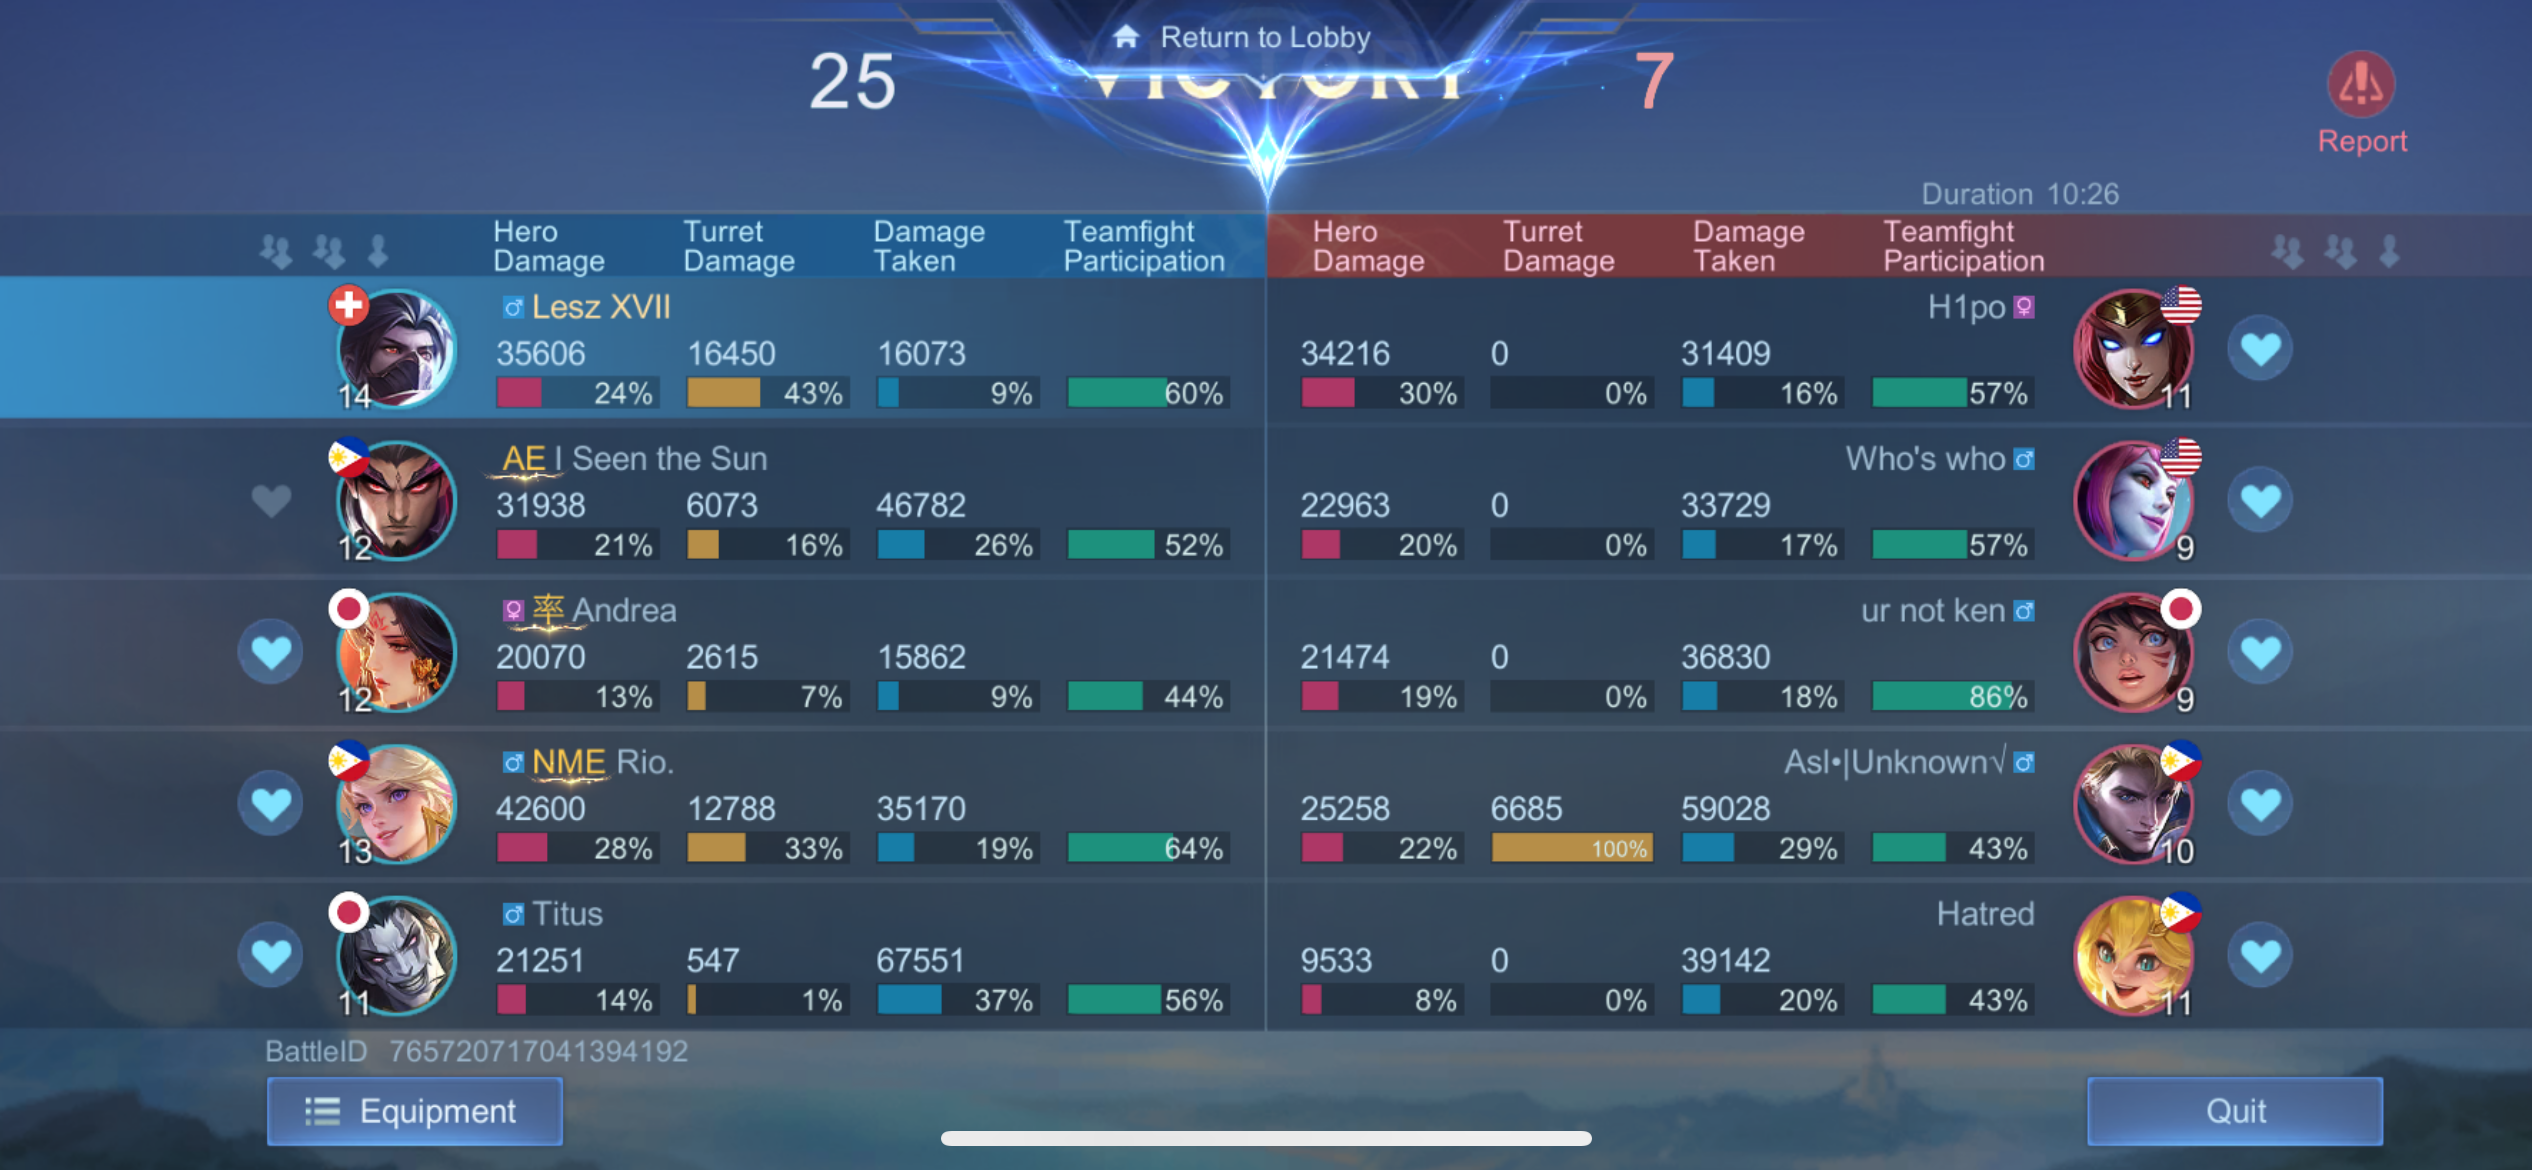 Return to Lobby
25
VICTORY
7
Report
Duration 10:26
Hero Damage
Turret Damage
Damage Taken
Teamfight Participation
Hero Damage
Turret Damage
Damage Taken
Teamfight Participation
Lesz XVII
35606 16450 16073
24% 43% 9% 60%
14
H1po
34216 0 31409
30% 0% 16% 57%
11
AE I Seen the Sun
31938 6073 46782
21% 16% 26% 52%
12
Who's who
22963 0 33729
20% 0% 17% 57%
9
率 Andrea
20070 2615 15862
13% 7% 9% 44%
12
ur not ken
21474 0 36830
19% 0% 18% 86%
9
NME Rio.
42600 12788 35170
28% 33% 19% 64%
13
Asl•|Unknown√
25258 6685 59028
22% 100% 29% 43%
10
Titus
21251 547 67551
14% 1% 37% 56%
11
Hatred
9533 0 39142
8% 0% 20% 43%
11
BattleID 765720717041394192
Equipment
Quit